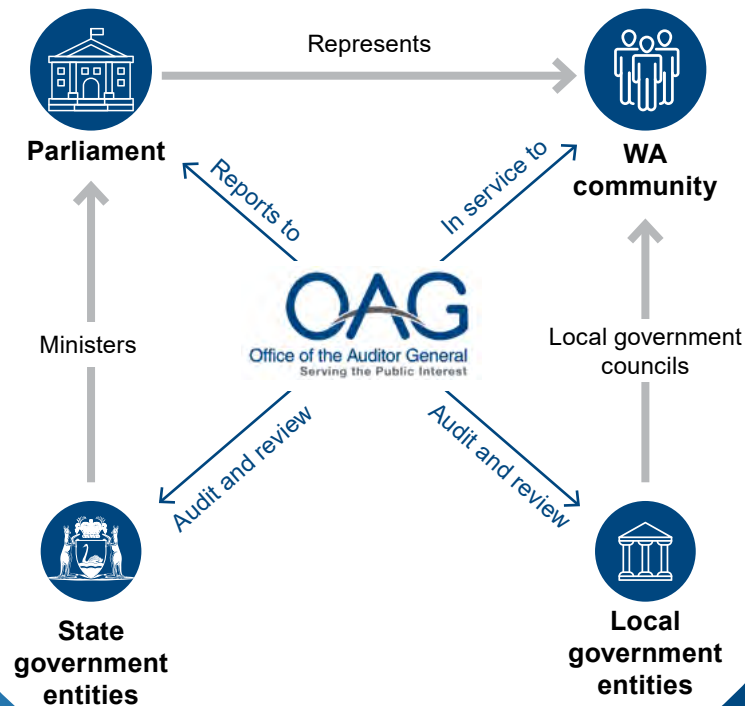 Represents
Parliament
WA
community
Reports to
In service to
OAG
Office of the Auditor General
Serving the Public Interest
Ministers
Local government
councils
Audit and review
Audit and review
State
government
entities
Local
government
entities